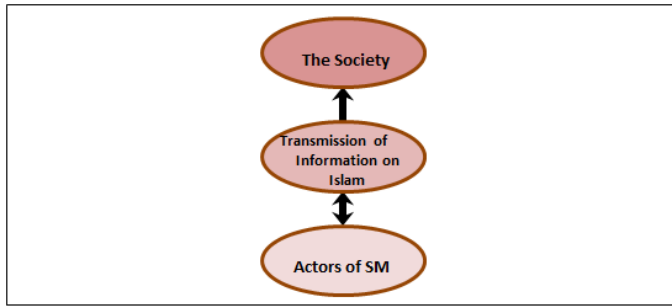 The Society
Transmission of
Information on
Islam
Actors of SM